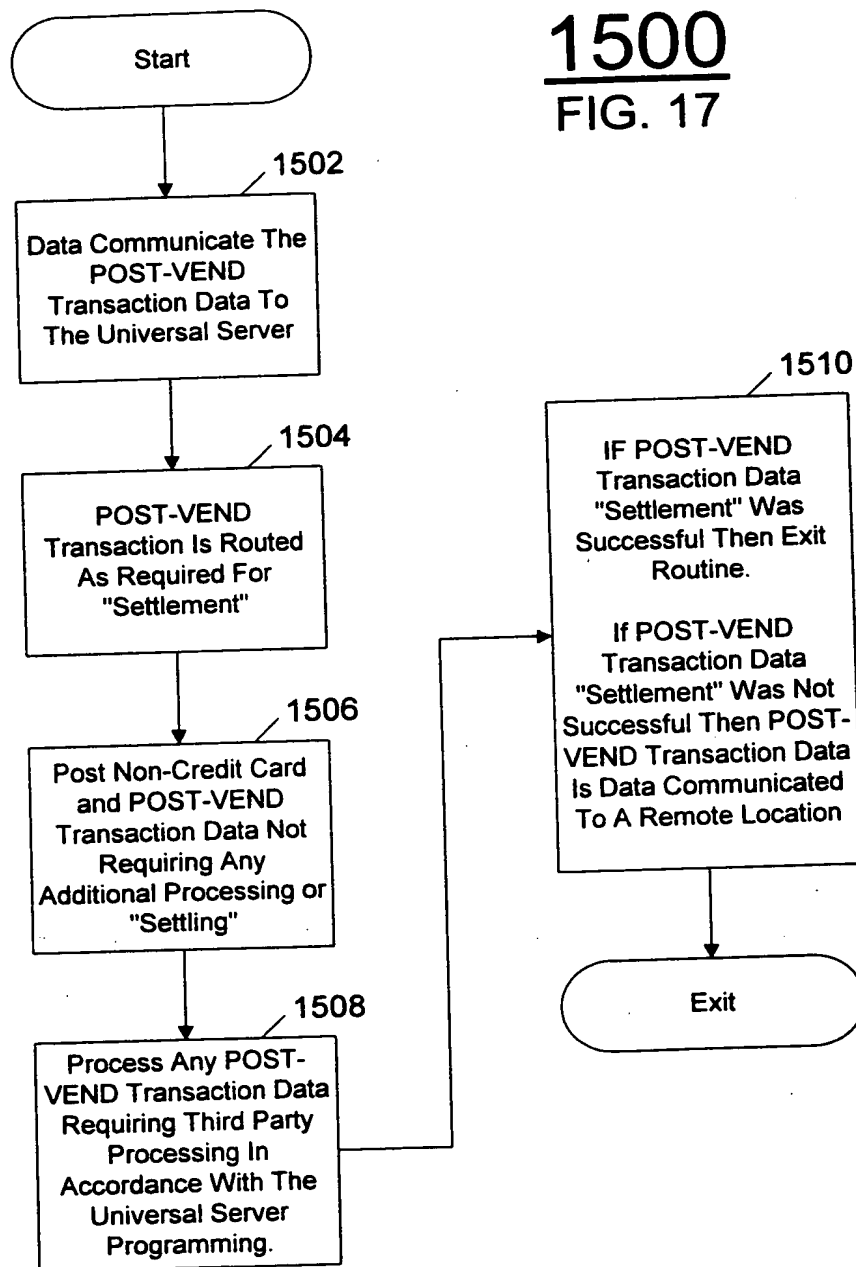 1500
FIG. 17
Start
1502
Data Communicate The
POST-VEND
Transaction Data To
The Universal Server
1504
POST-VEND
Transaction Is Routed
As Required For
"Settlement"
1506
Post Non-Credit Card
and POST-VEND
Transaction Data Not
Requiring Any
Additional Processing or
"Settling"
1508
Process Any POST-
VEND Transaction Data
Requiring Third Party
Processing In
Accordance With The
Universal Server
Programming.
1510
IF POST-VEND
Transaction Data
"Settlement" Was
Successful Then Exit
Routine.
If POST-VEND
Transaction Data
"Settlement" Was Not
Successful Then POST-
VEND Transaction Data
Is Data Communicated
To A Remote Location
Exit